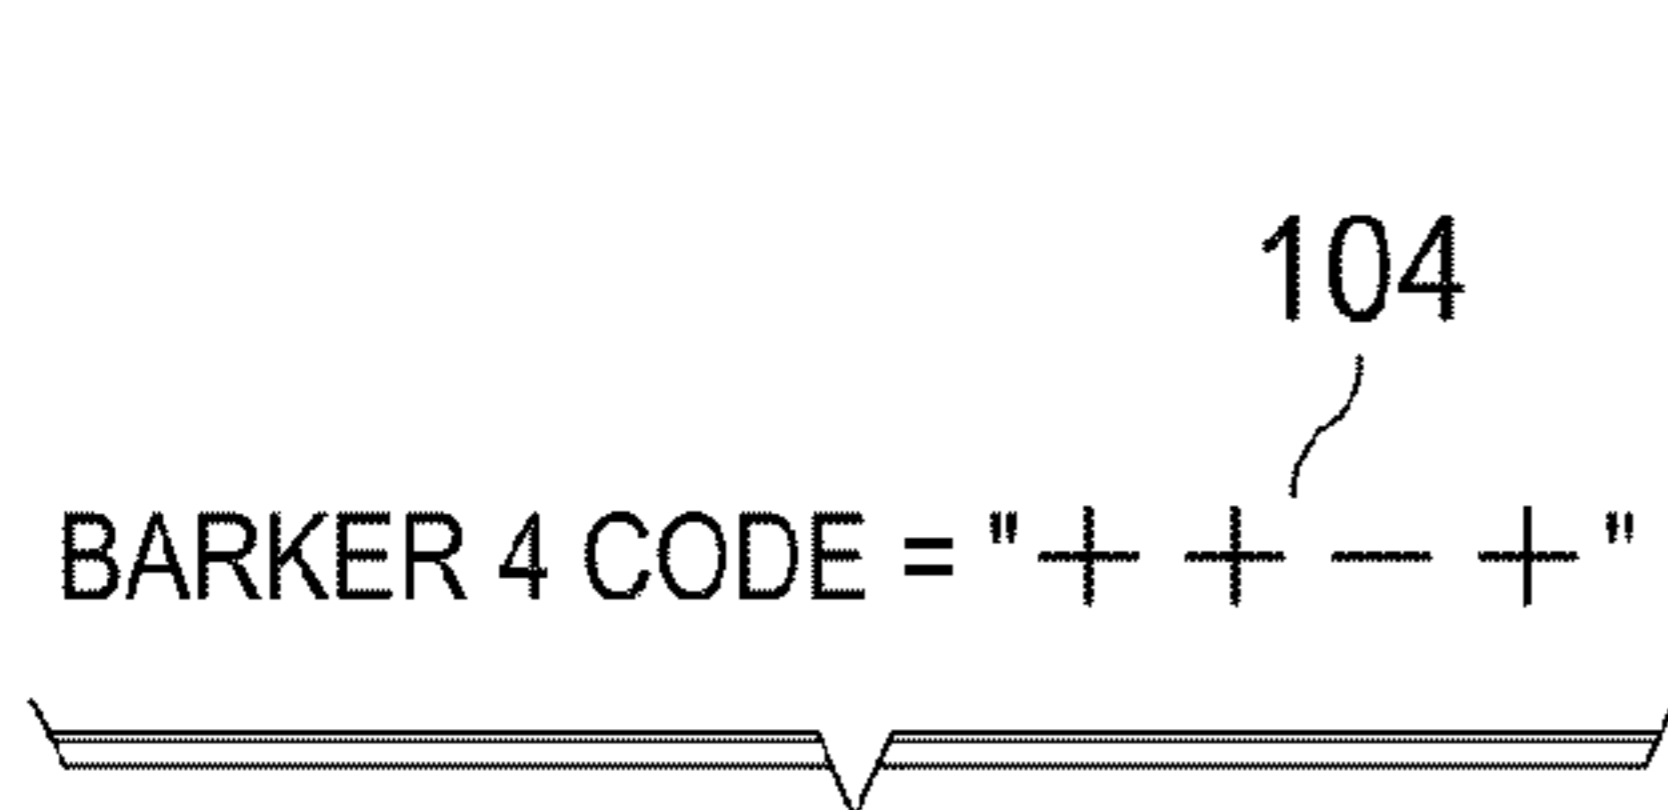 104
BARKER 4 CODE = "+ + - +"